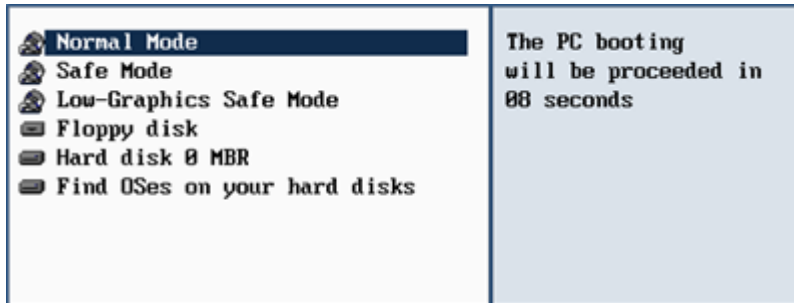 Normal Mode
Safe Mode
Low-Graphics Safe Mode
Floppy disk
Hard disk 0 MBR
Find OSes on your hard disks
The PC booting
will be proceeded in
08 seconds